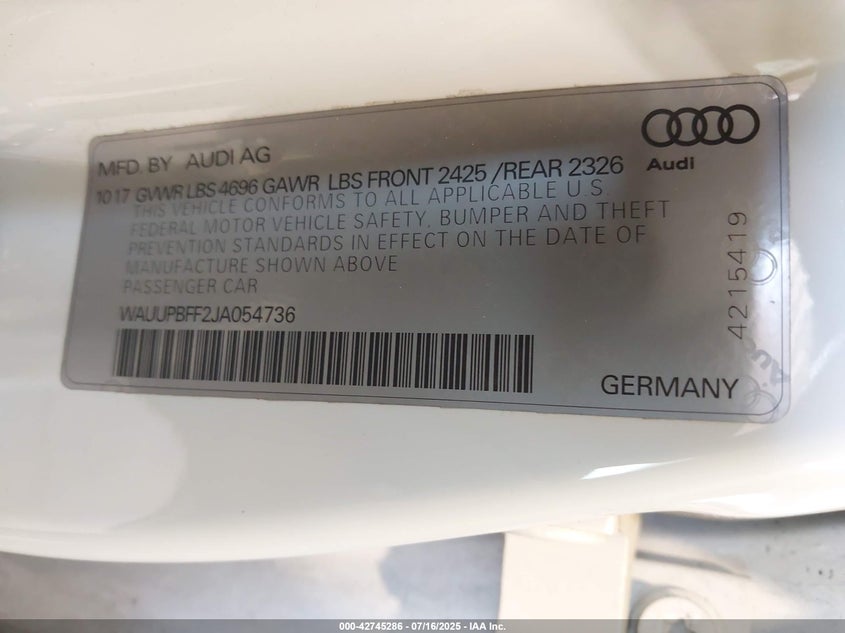 MFD. BY AUDI AG
Audi
10 17 GVWR LBS 4696 GAWR LBS FRONT 2425 /REAR 2326
THIS VEHICLE CONFORMS TO ALL APPLICABLE U.S
FEDERAL MOTOR VEHICLE SAFETY, BUMPER AND THEFT
PREVENTION STANDARDS IN EFFECT ON THE DATE OF
MANUFACTURE SHOWN ABOVE
PASSENGER CAR
WAUUPBFF2JA054736
GERMANY
4215419
000-42745286 - 07/16/2025 - IAA Inc.